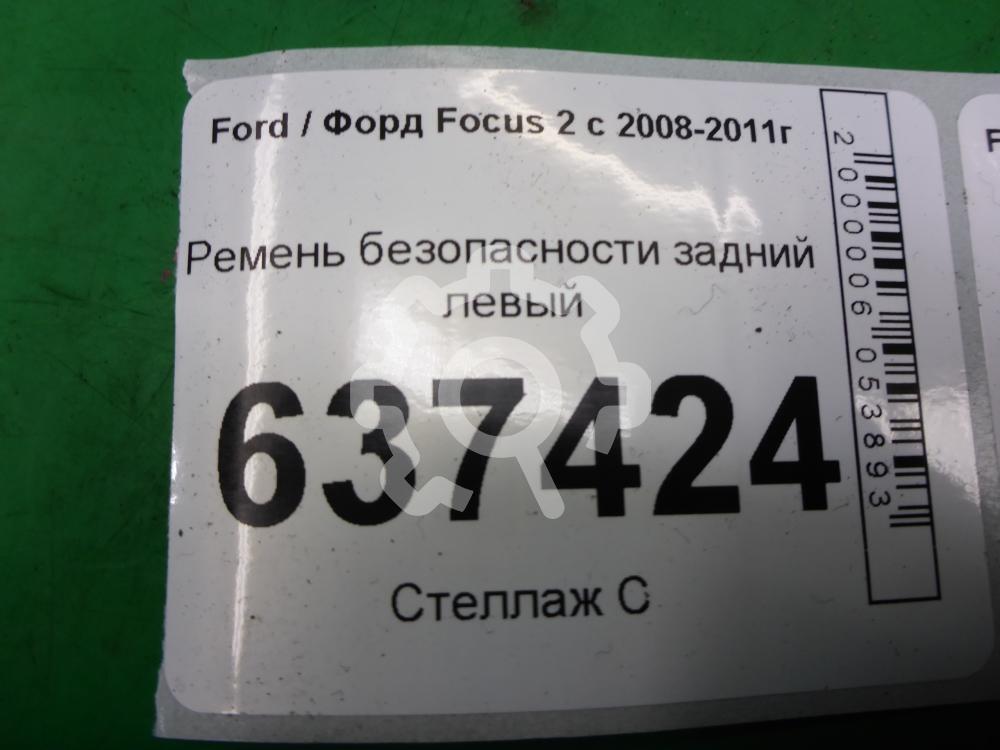 Ford / Форд Focus 2 с 2008-2011г
Ремень безопасности задний
левый
637424
Стеллаж С
2000006053893